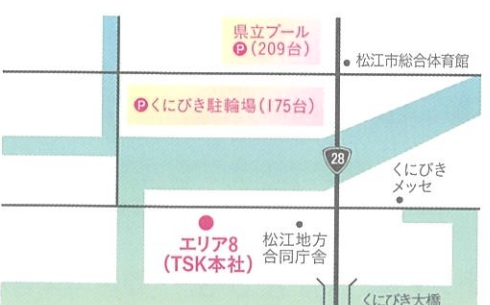 県立プール
P(209台)
松江市総合体育館
Pくにびき駐輪場(175台)
28
くにびき
メッセ
エリア8
(TSK本社)
松江地方
合同庁舎
くにびき大橋